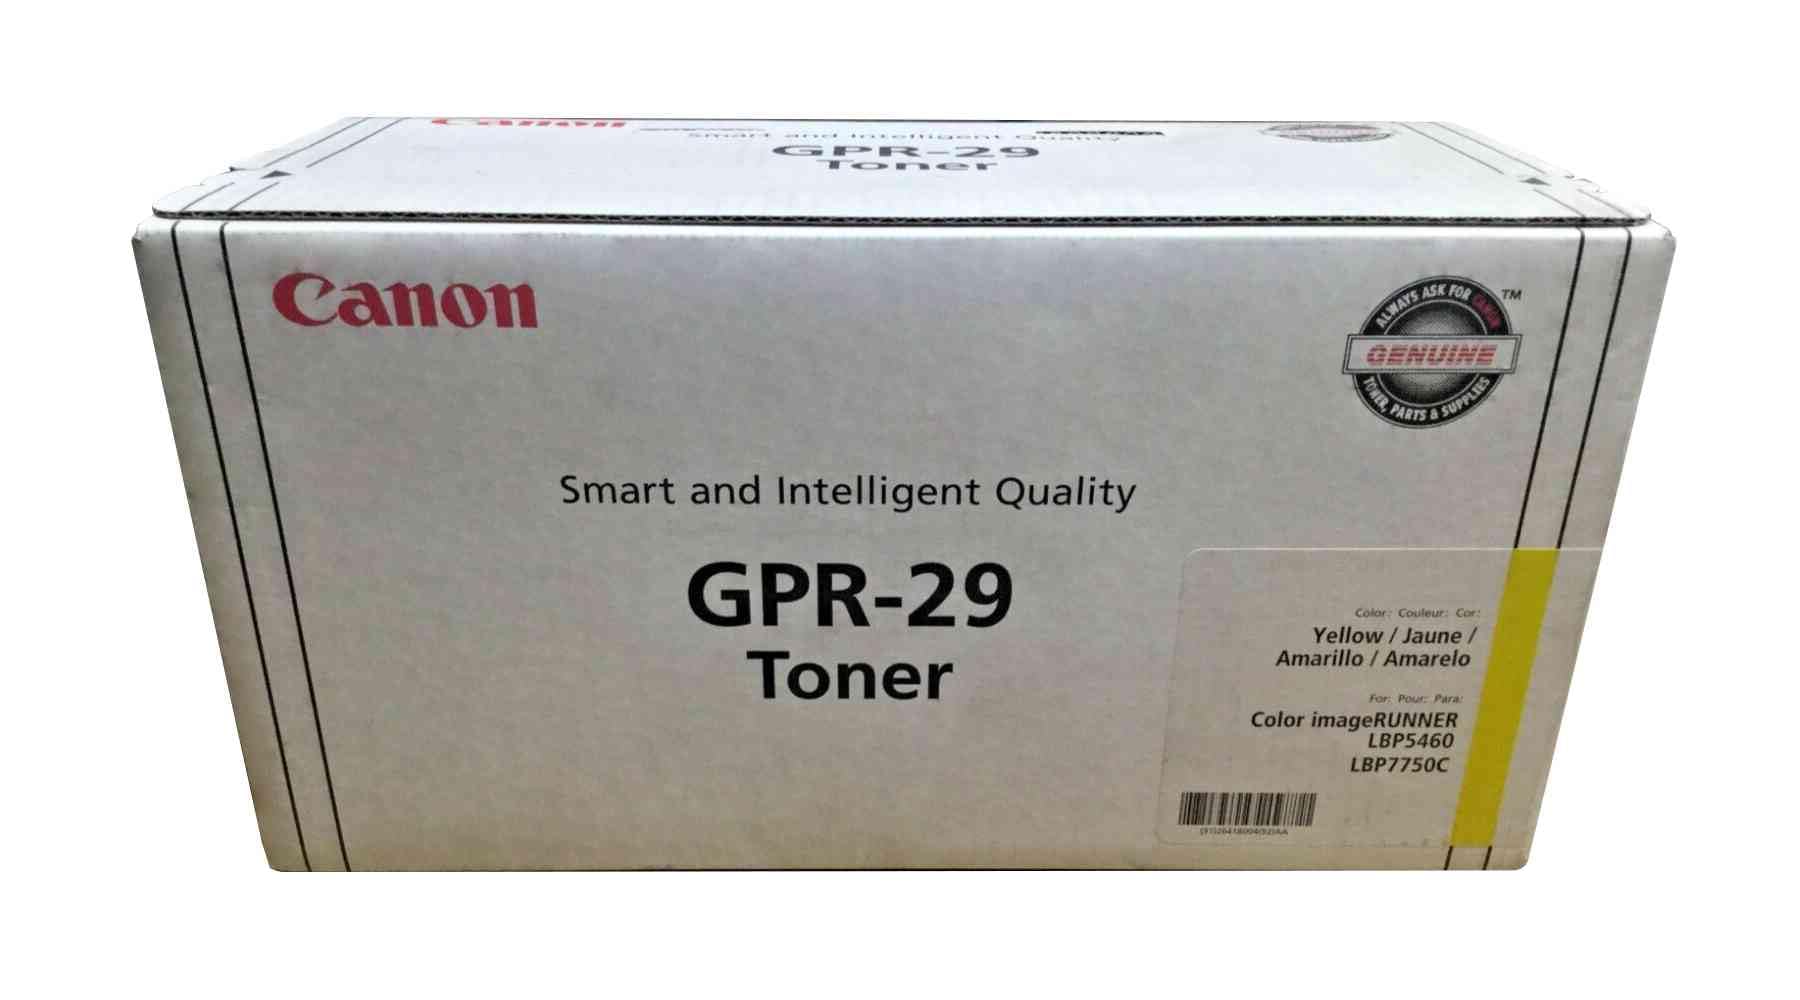 Canon
Smart and Intelligent Quality
GPR-29
Toner
Canon
ALWAYS ASK FOR CANON
TM
GENUINE
TONER, PARTS & SUPPLIES
Smart and Intelligent Quality
GPR-29
Toner
Color: Couleur: Cor:
Yellow / Jaune /
Amarillo / Amarelo
For: Pour: Para:
Color imageRUNNER
LBP5460
LBP7750C